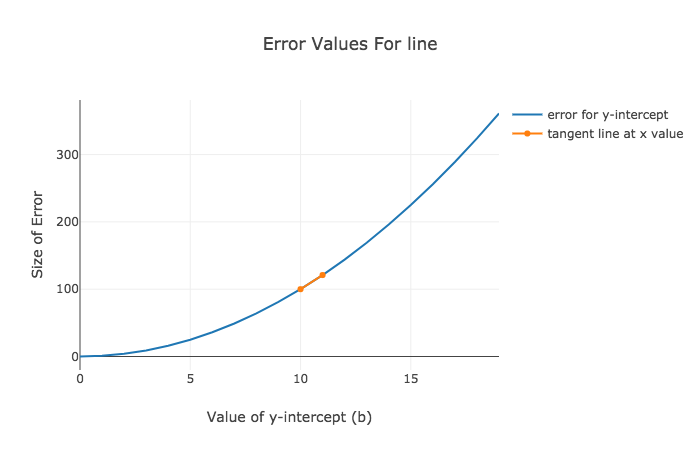 Error Values For line
error for y-intercept
tangent line at x value
Size of Error
300
200
100
0
0 5 10 15
Value of y-intercept (b)